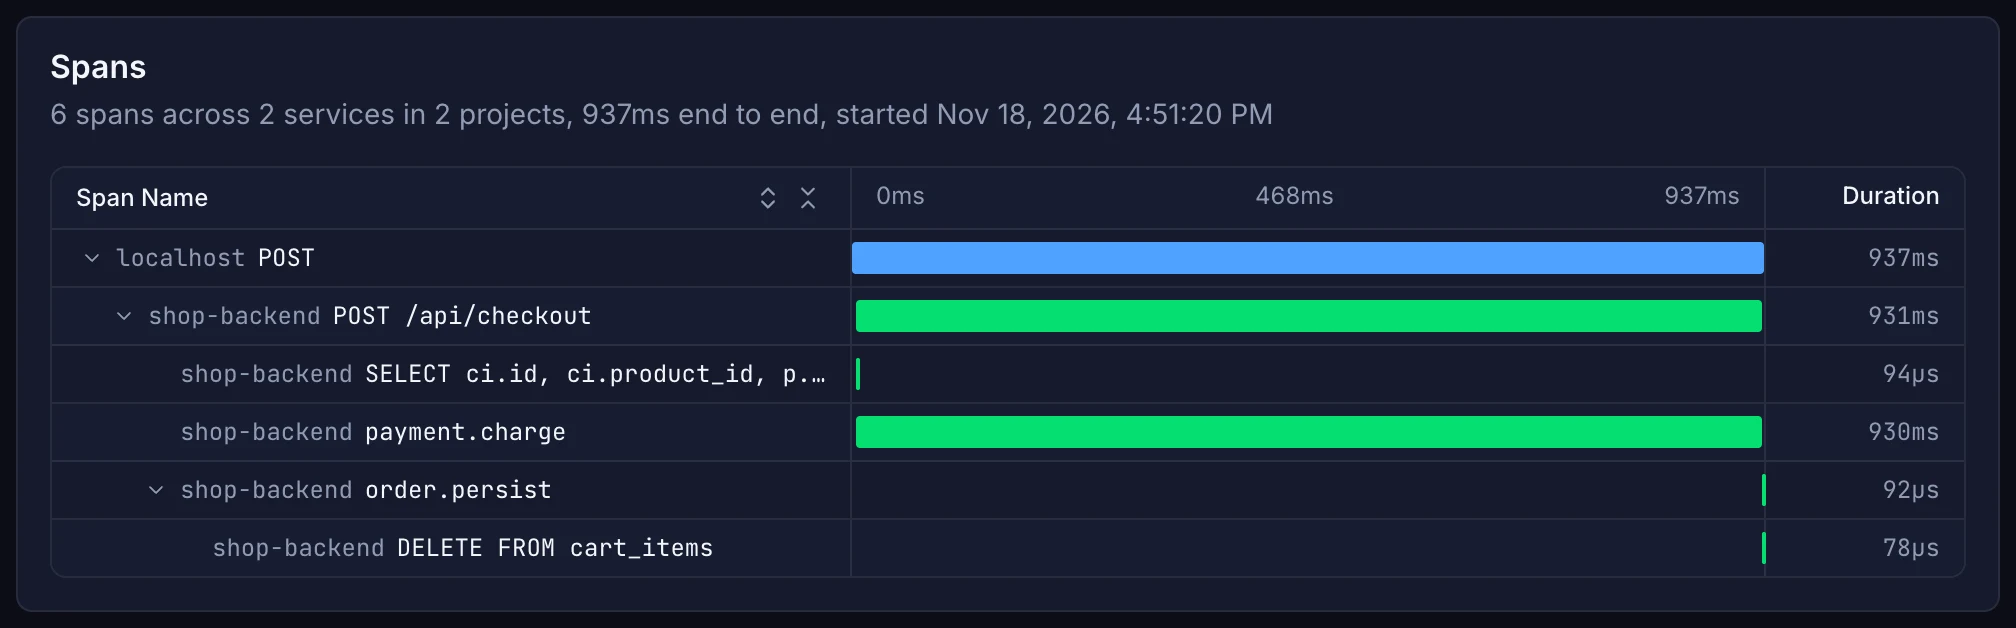 Spans
6 spans across 2 services in 2 projects, 937ms end to end, started Nov 18, 2026, 4:51:20 PM
Span Name 0ms 468ms 937ms Duration
localhost POST 937ms
shop-backend POST /api/checkout 931ms
shop-backend SELECT ci.id, ci.product_id, p.… 94µs
shop-backend payment.charge 930ms
shop-backend order.persist 92µs
shop-backend DELETE FROM cart_items 78µs